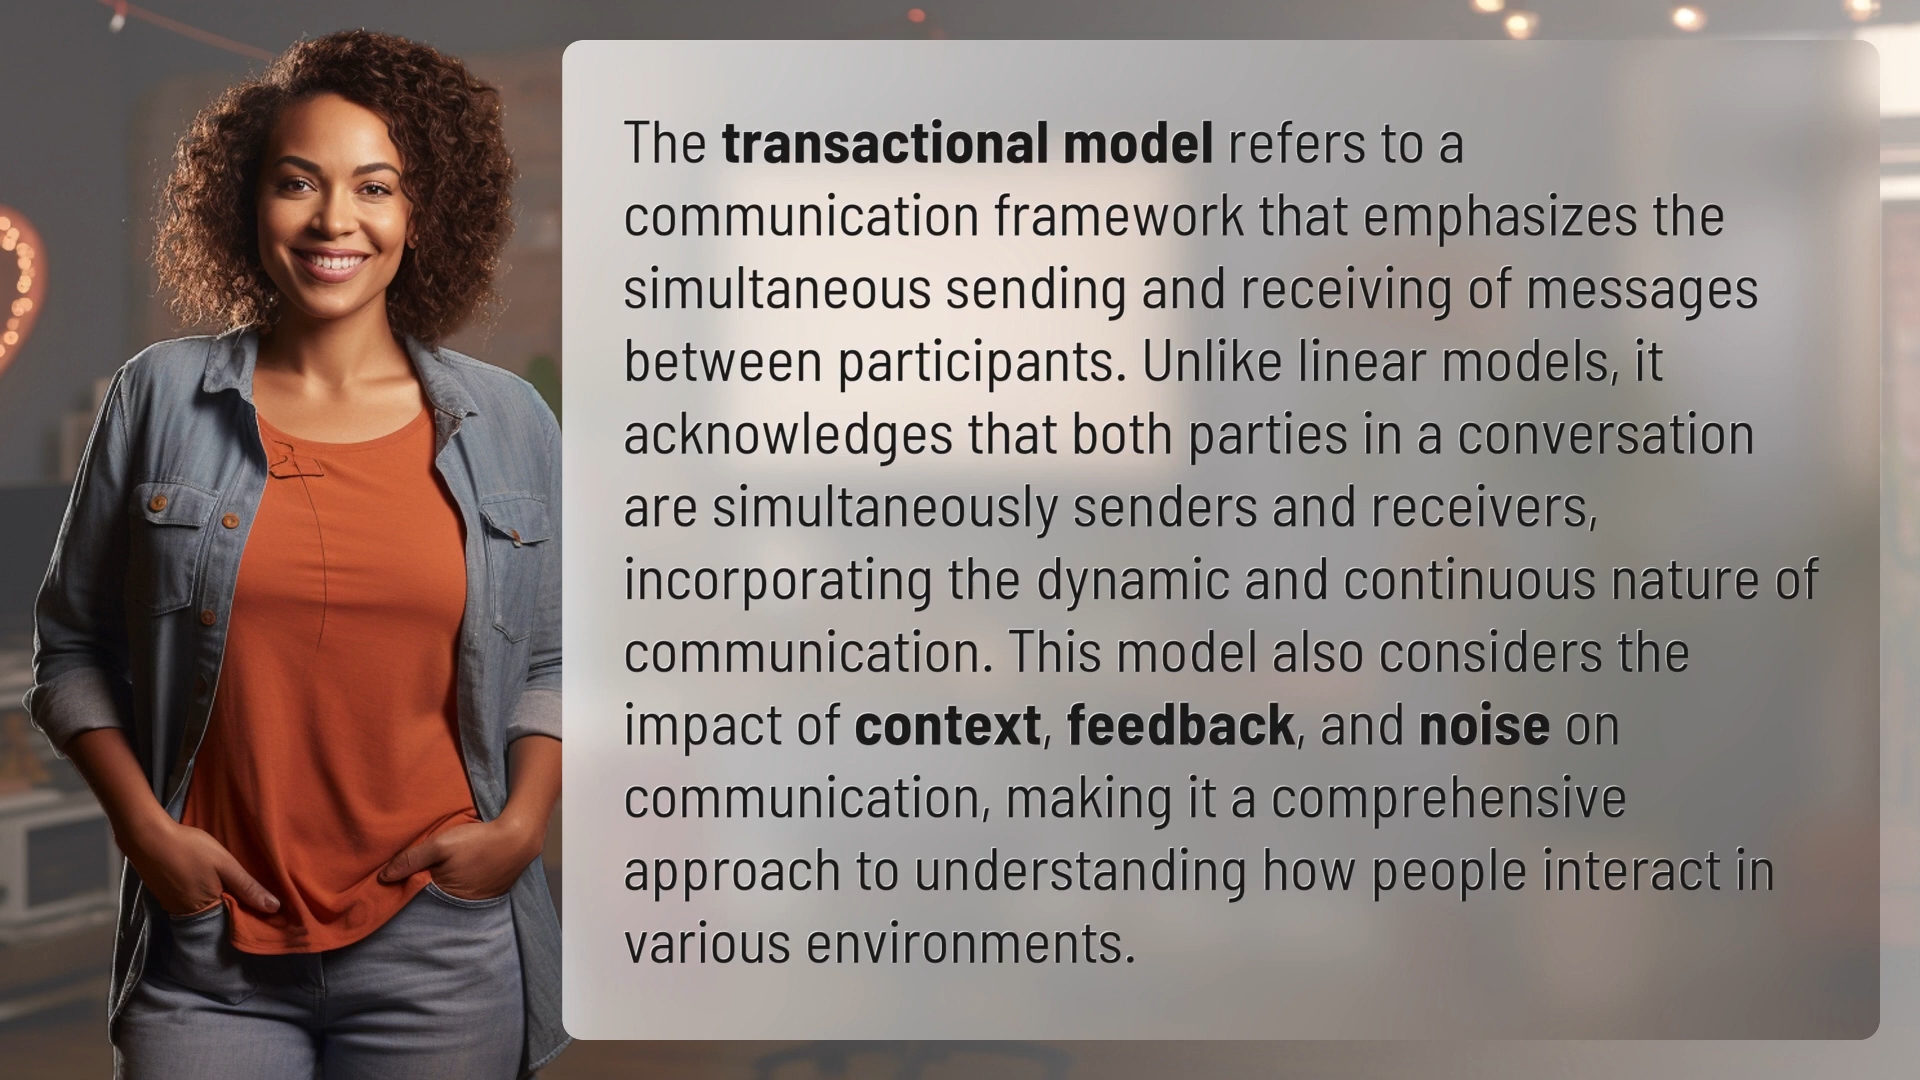 The transactional model refers to a
communication framework that emphasizes the
simultaneous sending and receiving of messages
between participants. Unlike linear models, it
acknowledges that both parties in a conversation
are simultaneously senders and receivers,
incorporating the dynamic and continuous nature of
communication. This model also considers the
impact of context, feedback, and noise on
communication, making it a comprehensive
approach to understanding how people interact in
various environments.